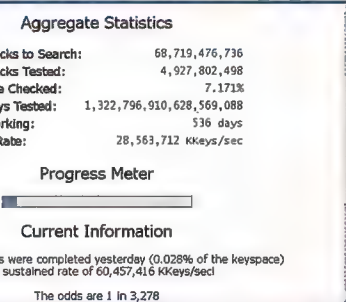 Aggregate Statistics
cks to Search: 68,719,476,736
cks Tested: 4,927,802,498
e Checked: 7.171%
ys Tested: 1,322,796,910,628,569,088
rking: 536 days
Rate: 28,563,712 KKeys/sec
Progress Meter
Current Information
s were completed yesterday (0.028% of the keyspace)
sustained rate of 60,457,416 KKeys/sec!
The odds are 1 in 3,278